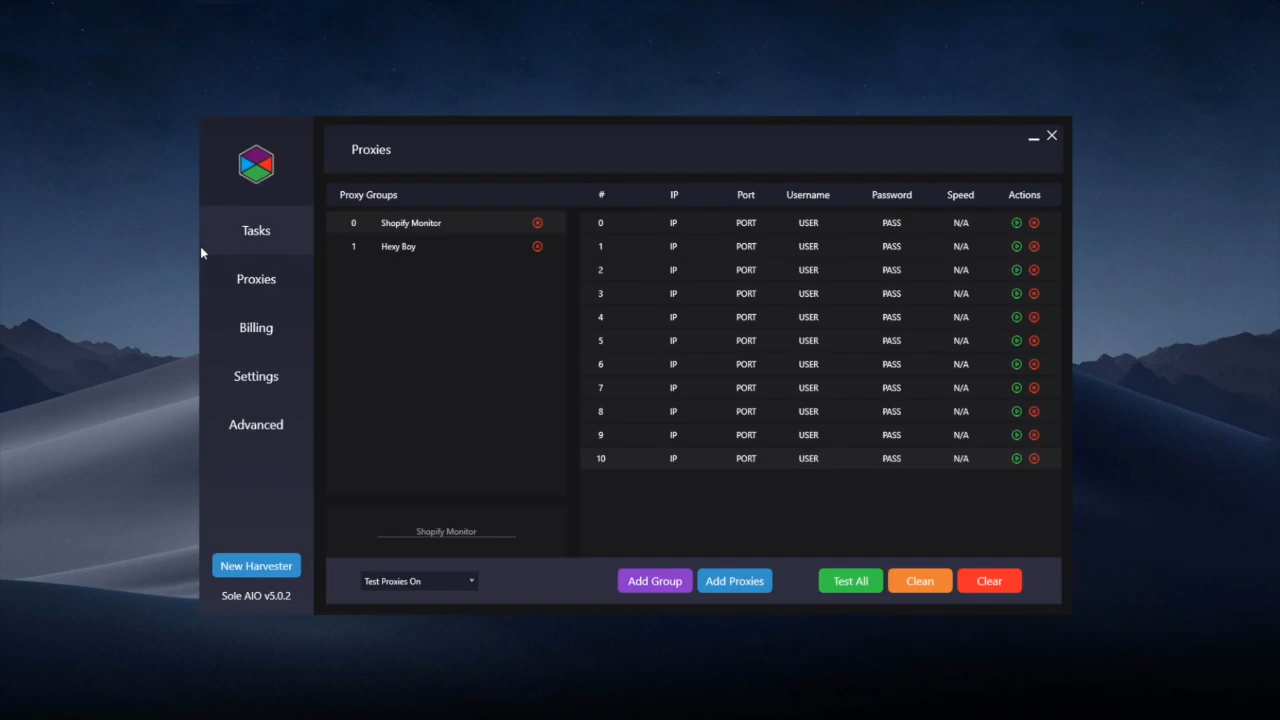 Proxies
Proxy Groups
# IP Port Username Password Speed Actions
0 Shopify Monitor
1 Hexy Boy
0 IP PORT USER PASS N/A
1 IP PORT USER PASS N/A
2 IP PORT USER PASS N/A
3 IP PORT USER PASS N/A
4 IP PORT USER PASS N/A
5 IP PORT USER PASS N/A
6 IP PORT USER PASS N/A
7 IP PORT USER PASS N/A
8 IP PORT USER PASS N/A
9 IP PORT USER PASS N/A
10 IP PORT USER PASS N/A
Tasks
Proxies
Billing
Settings
Advanced
Shopify Monitor
New Harvester
Sole AIO v5.0.2
Test Proxies On
Add Group
Add Proxies
Test All
Clean
Clear